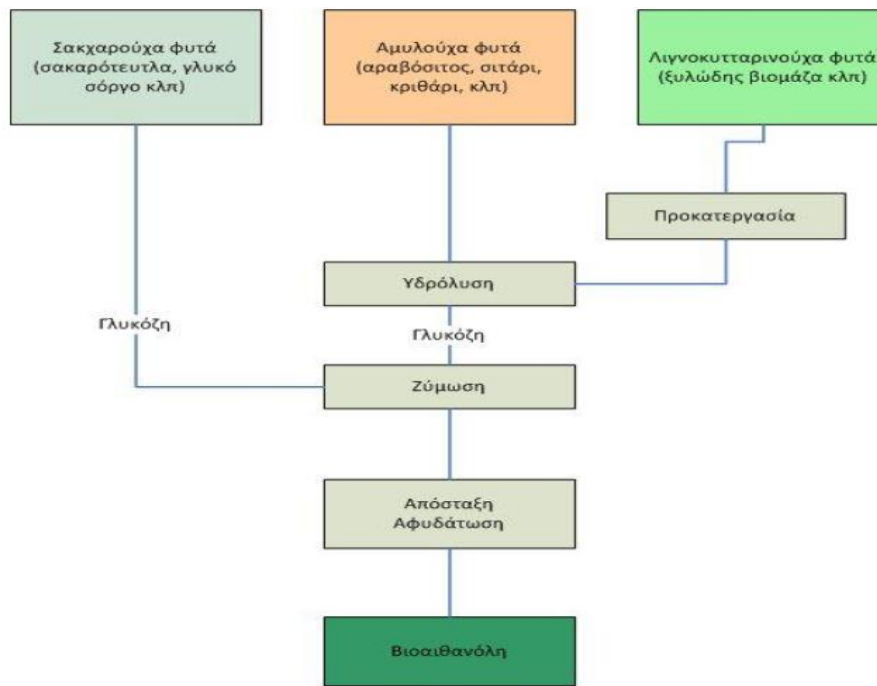 Σακχαρούχα φυτά
(σακαρότευτλα, γλυκό
σόργο κλπ)
Αμυλούχα φυτά
(αραβόσιτος, σιτάρι,
κριθάρι, κλπ)
Λιγνοκυτταρινούχα φυτά
(ξυλώδης βιομάζα κλπ)
Προκατεργασία
Υδρόλυση
Γλυκόζη
Γλυκόζη
Ζύμωση
Απόσταξη
Αφυδάτωση
Βιοαιθανόλη